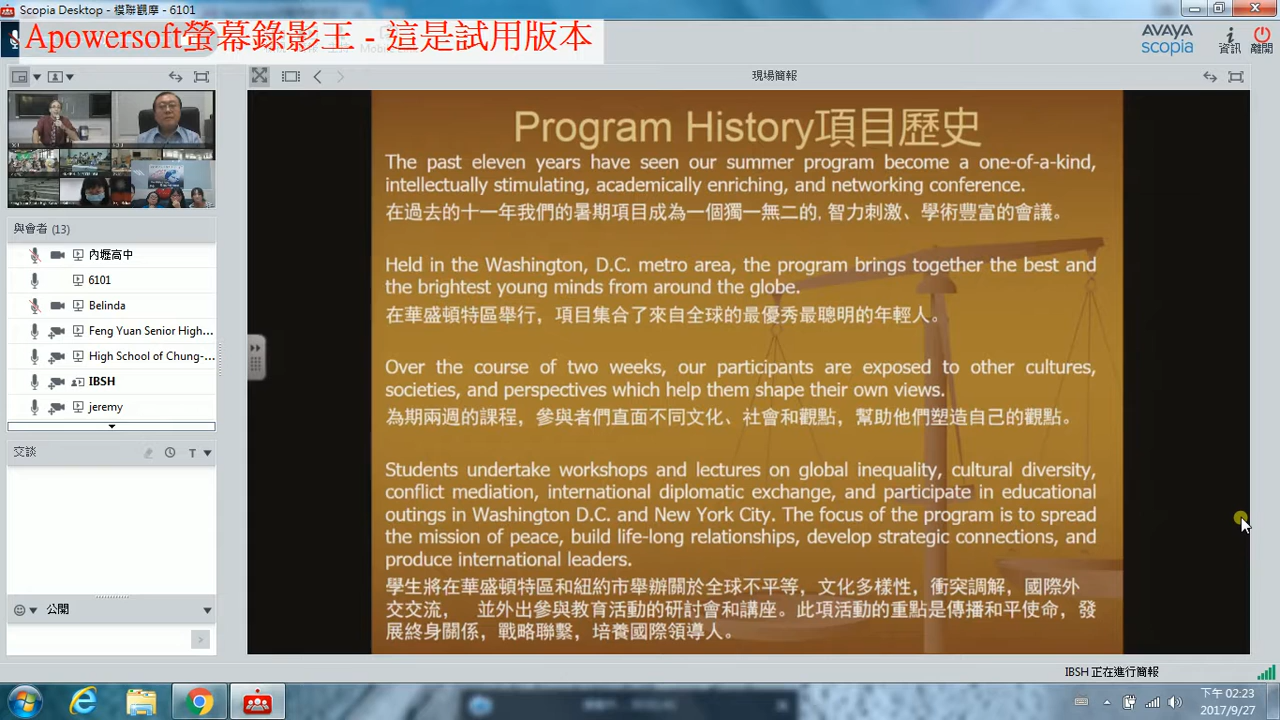 Scopia Desktop - 模聯觀摩 - 6101
Apowersoft螢幕錄影王 - 這是試用版本
AVAYA
scopia
資訊
離開
現場簡報
與會者 (13)
內壢高中
6101
Belinda
Feng Yuan Senior High...
High School of Chung-...
IBSH
jeremy
交談
T
公開
Program History項目歷史
The past eleven years have seen our summer program become a one-of-a-kind,
intellectually stimulating, academically enriching, and networking conference.
在過去的十一年我們的暑期項目成為一個獨一無二的, 智力刺激、學術豐富的會議。
Held in the Washington, D.C. metro area, the program brings together the best and
the brightest young minds from around the globe.
在華盛頓特區舉行，項目集合了來自全球的最優秀最聰明的年輕人。
Over the course of two weeks, our participants are exposed to other cultures,
societies, and perspectives which help them shape their own views.
為期兩週的課程，參與者們直面不同文化、社會和觀點，幫助他們塑造自己的觀點。
Students undertake workshops and lectures on global inequality, cultural diversity,
conflict mediation, international diplomatic exchange, and participate in educational
outings in Washington D.C. and New York City. The focus of the program is to spread
the mission of peace, build life-long relationships, develop strategic connections, and
produce international leaders.
學生將在華盛頓特區和紐約市舉辦關於全球不平等，文化多樣性，衝突調解，國際外
交交流， 並外出參與教育活動的研討會和講座。此項活動的重點是傳播和平使命，發
展終身關係，戰略聯繫，培養國際領導人。
IBSH 正在進行簡報
下午 02:23
2017/9/27